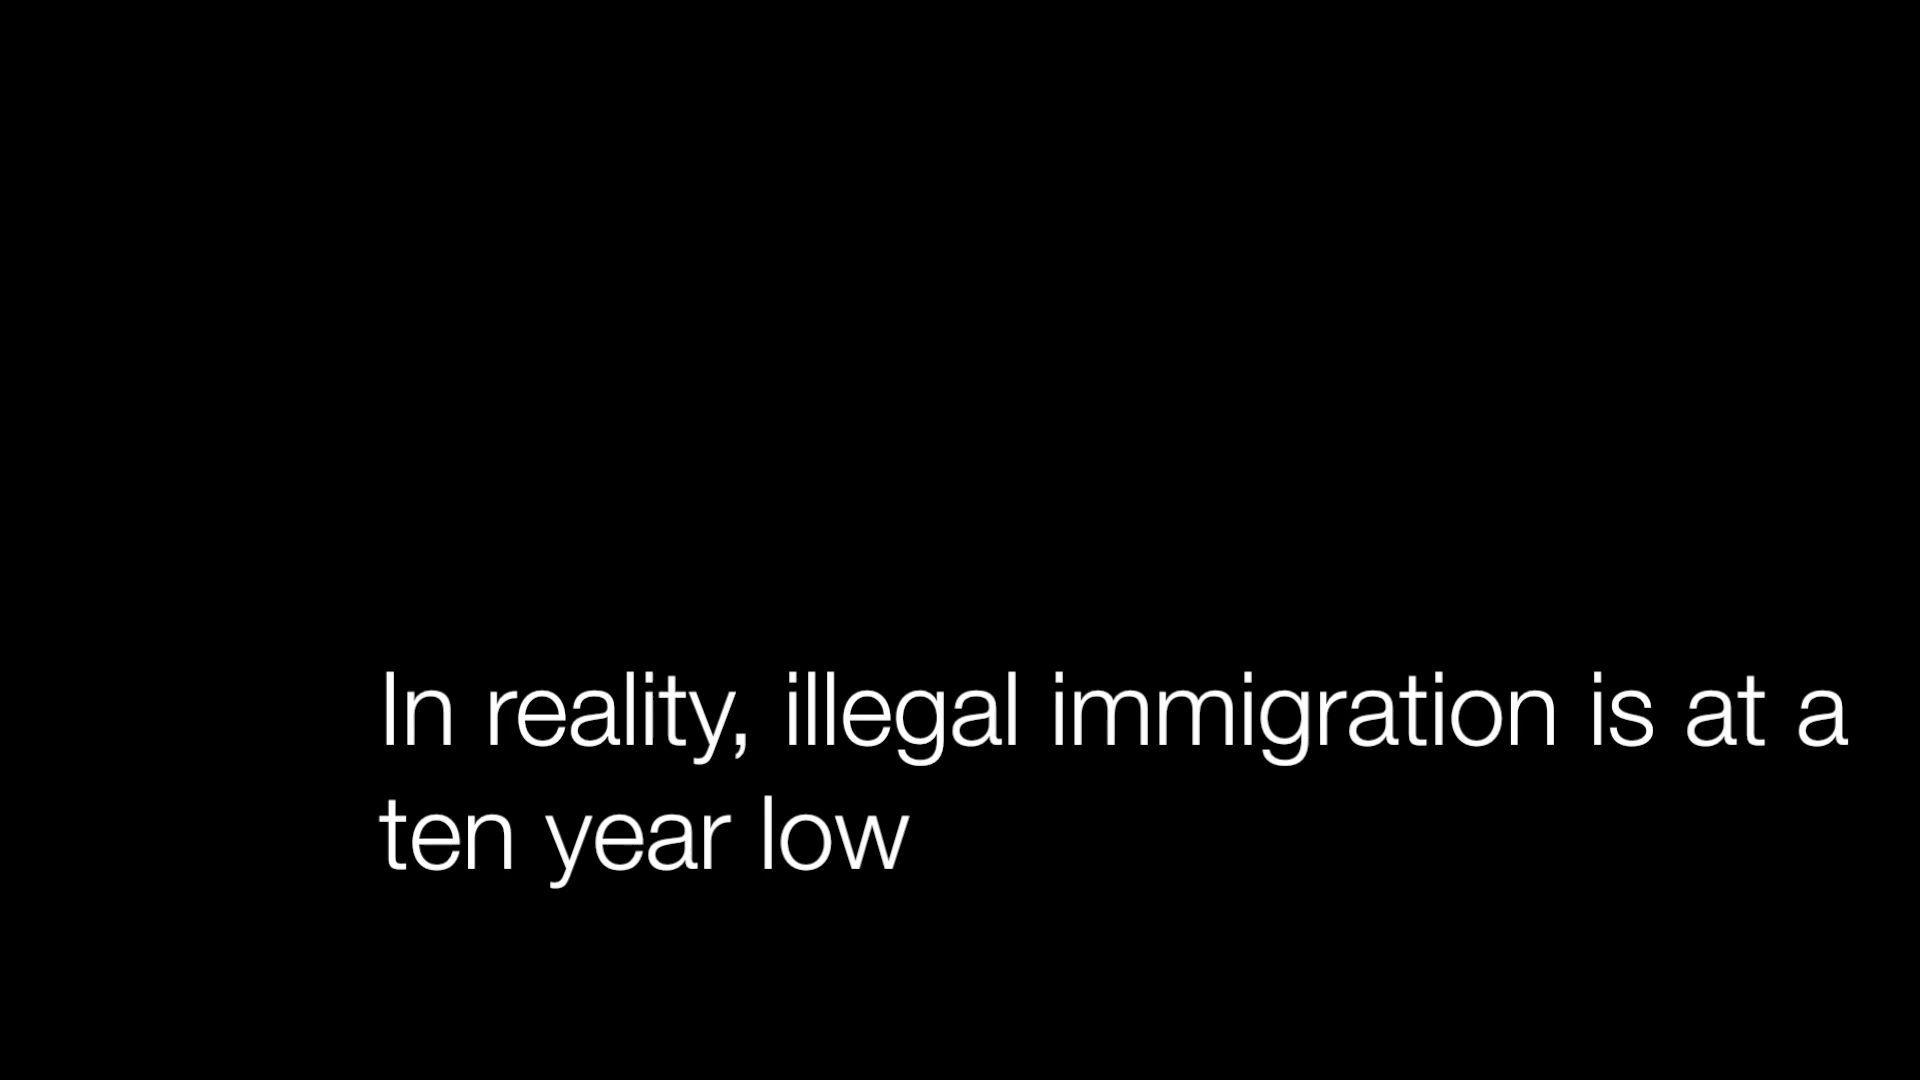 In reality, illegal immigration is at a
ten year low